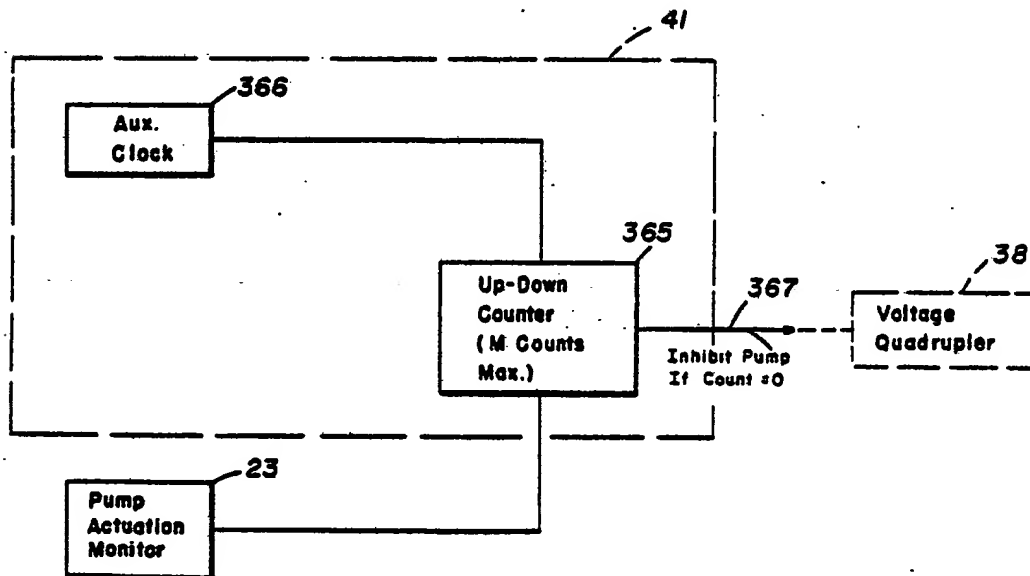 41
366
Aux.
Clock
365
Up-Down
Counter
(M Counts
Max.)
367
Inhibit Pump
If Count =0
38
Voltage
Quadrupler
23
Pump
Actuation
Monitor